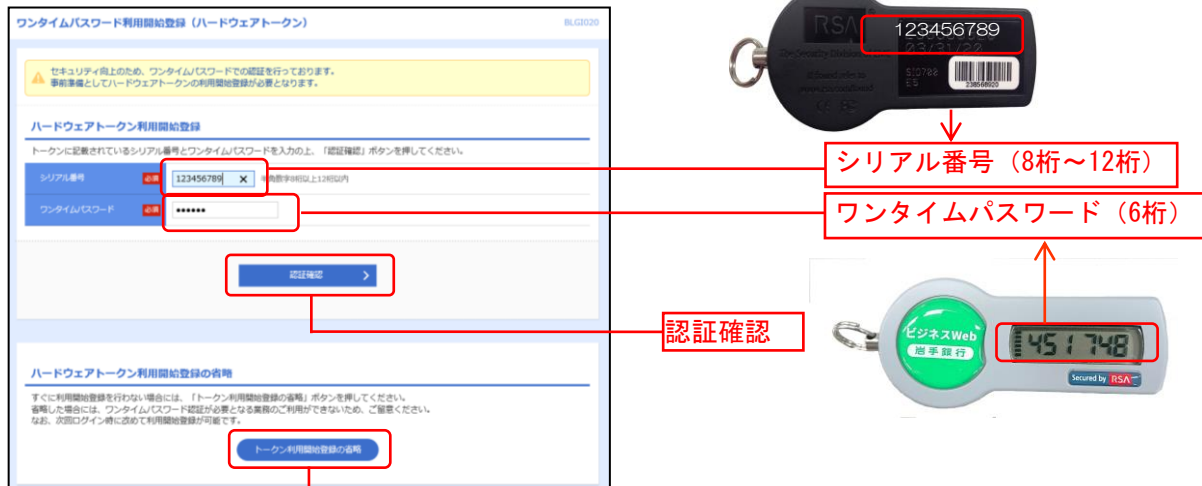 ワンタイムパスワード利用開始登録（ハードウェアトークン）
BLGI020
セキュリティ向上のため、ワンタイムパスワードでの認証を行っております。
事前準備としてハードウェアトークンの利用開始登録が必要となります。
ハードウェアトークン利用開始登録
トークンに記載されているシリアル番号とワンタイムパスワードを入力の上、「認証確認」ボタンを押してください。
シリアル番号 必須 123456789 × 半角数字8桁以上12桁以内
ワンタイムパスワード 必須 ●●●●●●
認証確認
ハードウェアトークン利用開始登録の省略
すぐに利用開始登録を行わない場合には、「トークン利用開始登録の省略」ボタンを押してください。
省略した場合には、ワンタイムパスワード認証が必要となる業務のご利用ができないため、ご留意ください。
なお、次回ログイン時に改めて利用開始登録が可能です。
トークン利用開始登録の省略
RSA
123456789
03/31/20
SID700
238568920
シリアル番号（8桁～12桁）
ワンタイムパスワード（6桁）
認証確認
ビジネスWeb
岩手銀行
451 748
Secured by RSA